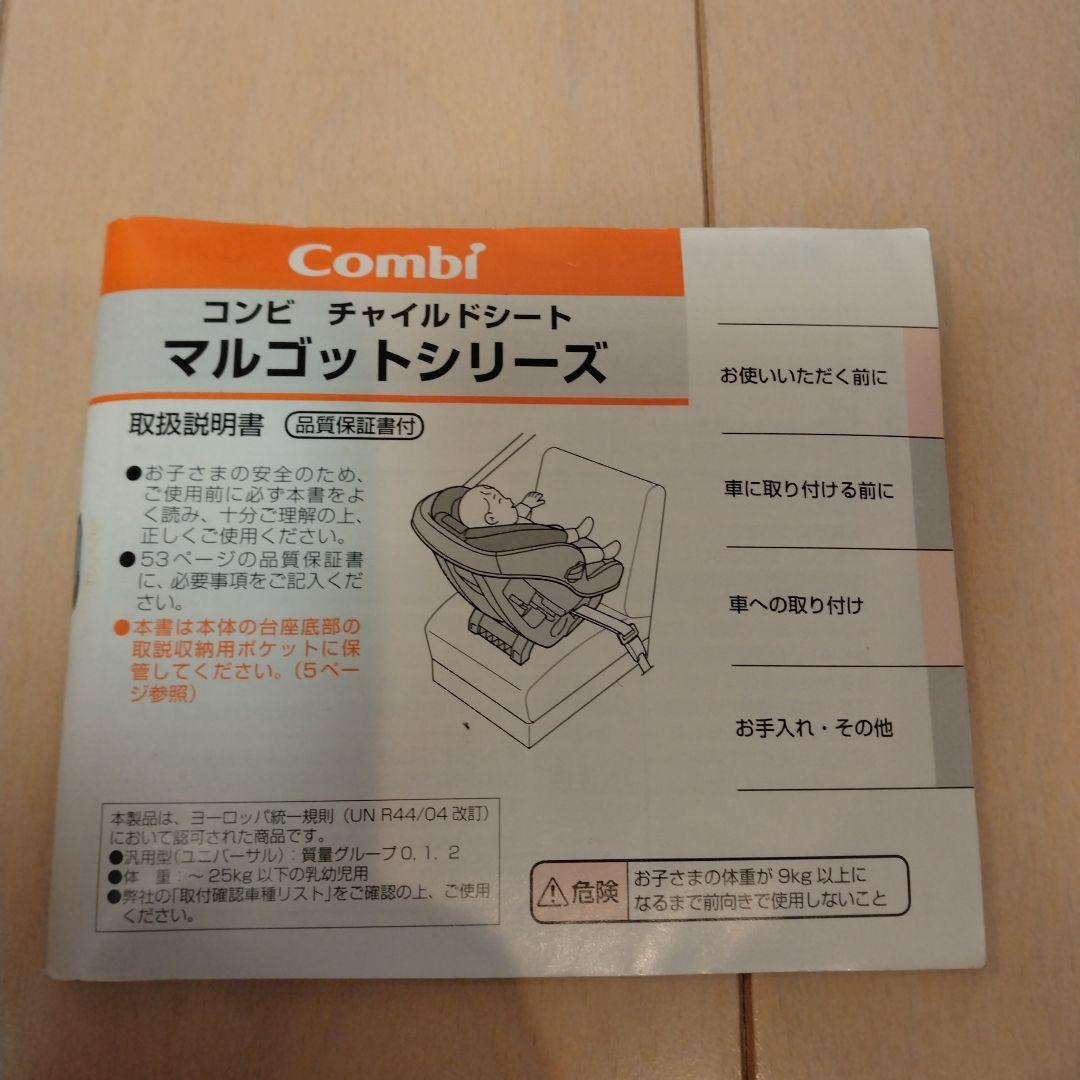 Combi
コンビ チャイルドシート
マルゴットシリーズ
取扱説明書 品質保証書付
●お子さまの安全のため、
ご使用前に必ず本書をよ
く読み、十分ご理解の上、
正しくご使用ください。
●53ページの品質保証書
に、必要事項をご記入くだ
さい。
●本書は本体の台座底部の
取説収納用ポケットに保
管してください。(5ペー
ジ参照)
お使いいただく前に
車に取り付ける前に
車への取り付け
お手入れ・その他
本製品は、ヨーロッパ統一規則(UN R44/04 改訂)
において認可された商品です。
●汎用型(ユニバーサル):質量グループ0, 1, 2
●体 重:~25kg以下の乳幼児用
●弊社の「取付確認車種リスト」をご確認の上、ご使用
ください。
⚠危険
お子さまの体重が 9kg 以上に
なるまで前向きで使用しないこと